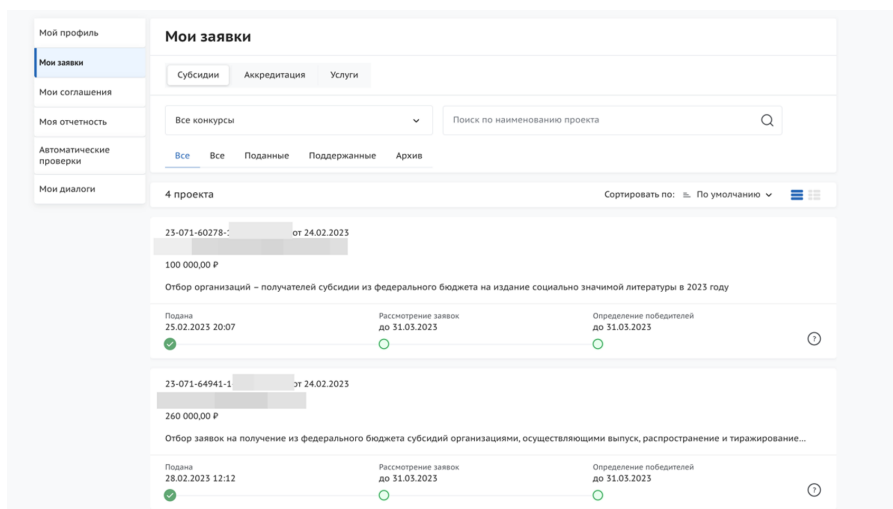 Мой профиль
Мои заявки
Мои соглашения
Моя отчетность
Автоматические
проверки
Мои диалоги
Мои заявки
Субсидии Аккредитация Услуги
Все конкурсы Поиск по наименованию проекта
Все Все Поданные Поддержанные Архив
4 проекта Сортировать по: По умолчанию
23-071-60278- от 24.02.2023
100 000,00 ₽
Отбор организаций – получателей субсидии из федерального бюджета на издание социально значимой литературы в 2023 году
Подана Рассмотрение заявок Определение победителей
25.02.2023 20:07 до 31.03.2023 до 31.03.2023
?
23-071-64941-1 от 24.02.2023
260 000,00 ₽
Отбор заявок на получение из федерального бюджета субсидий организациями, осуществляющими выпуск, распространение и тиражирование...
Подана Рассмотрение заявок Определение победителей
28.02.2023 12:12 до 31.03.2023 до 31.03.2023
?